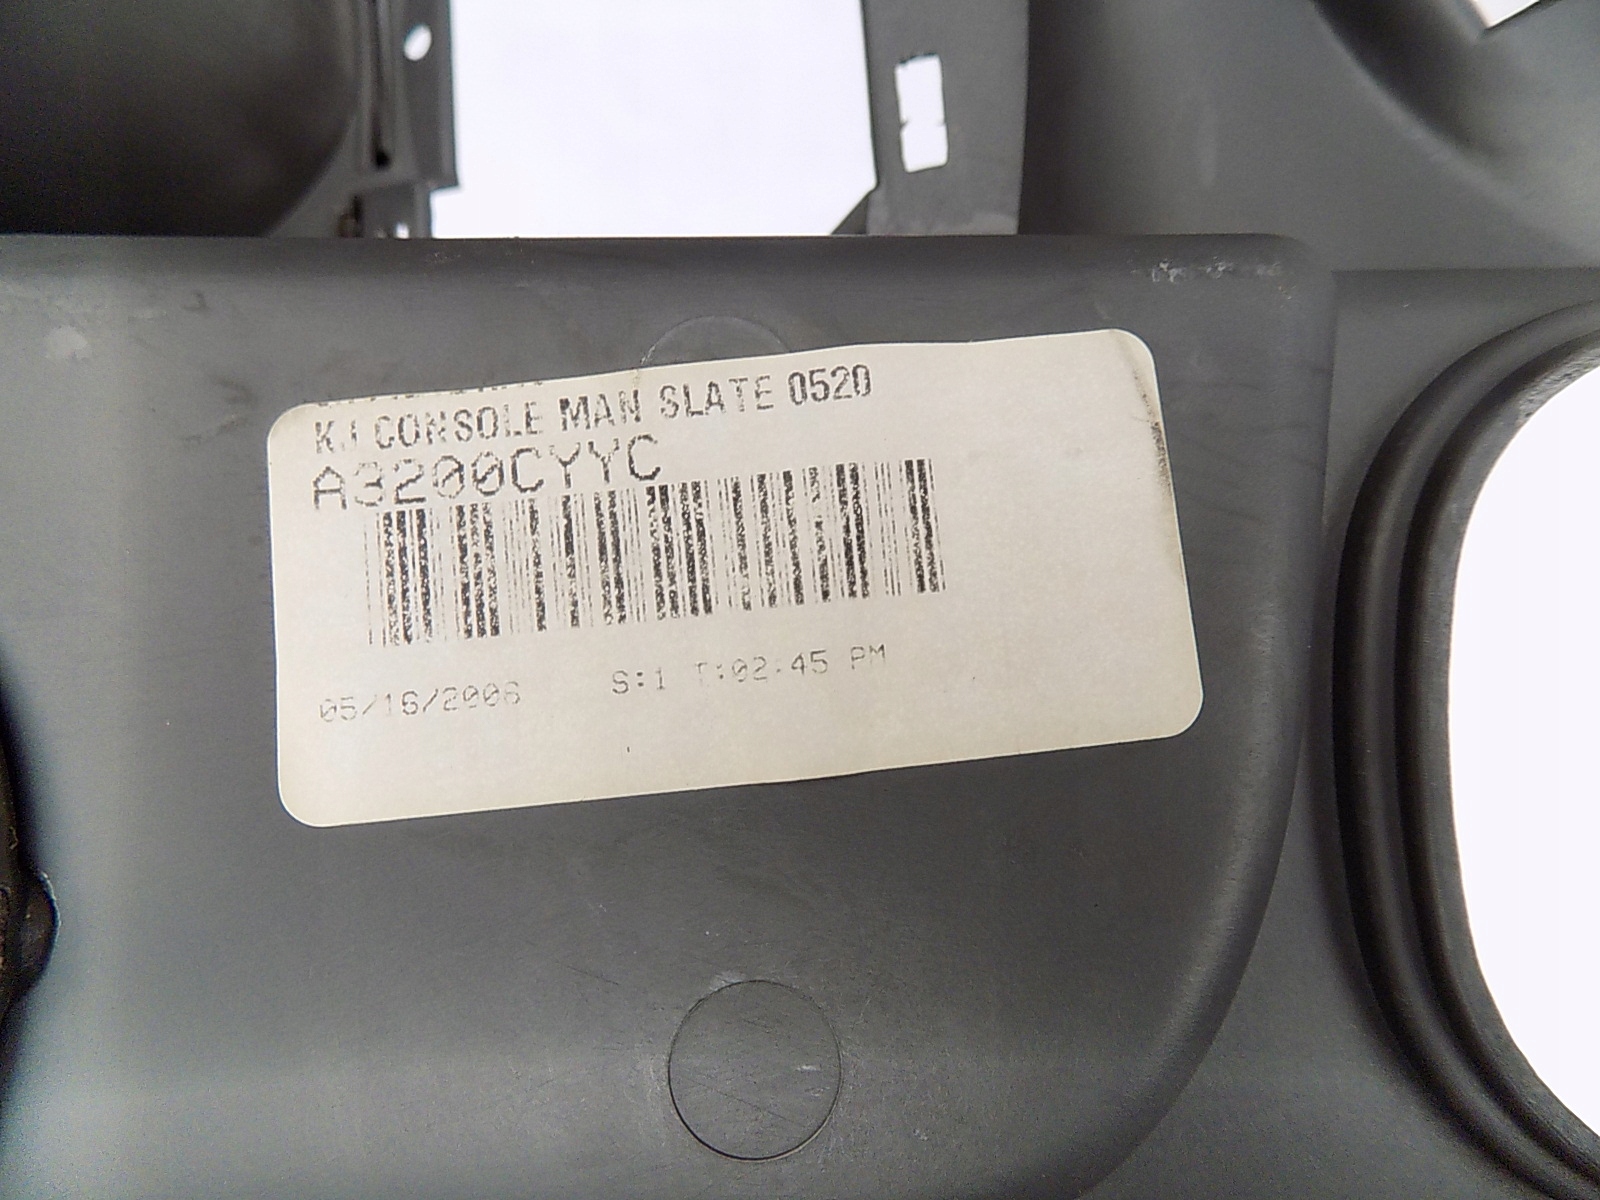 KJ CONSOLE MAN SLATE 0520
A3200CYYC
05/16/2006 S:1 T:02:45 PM